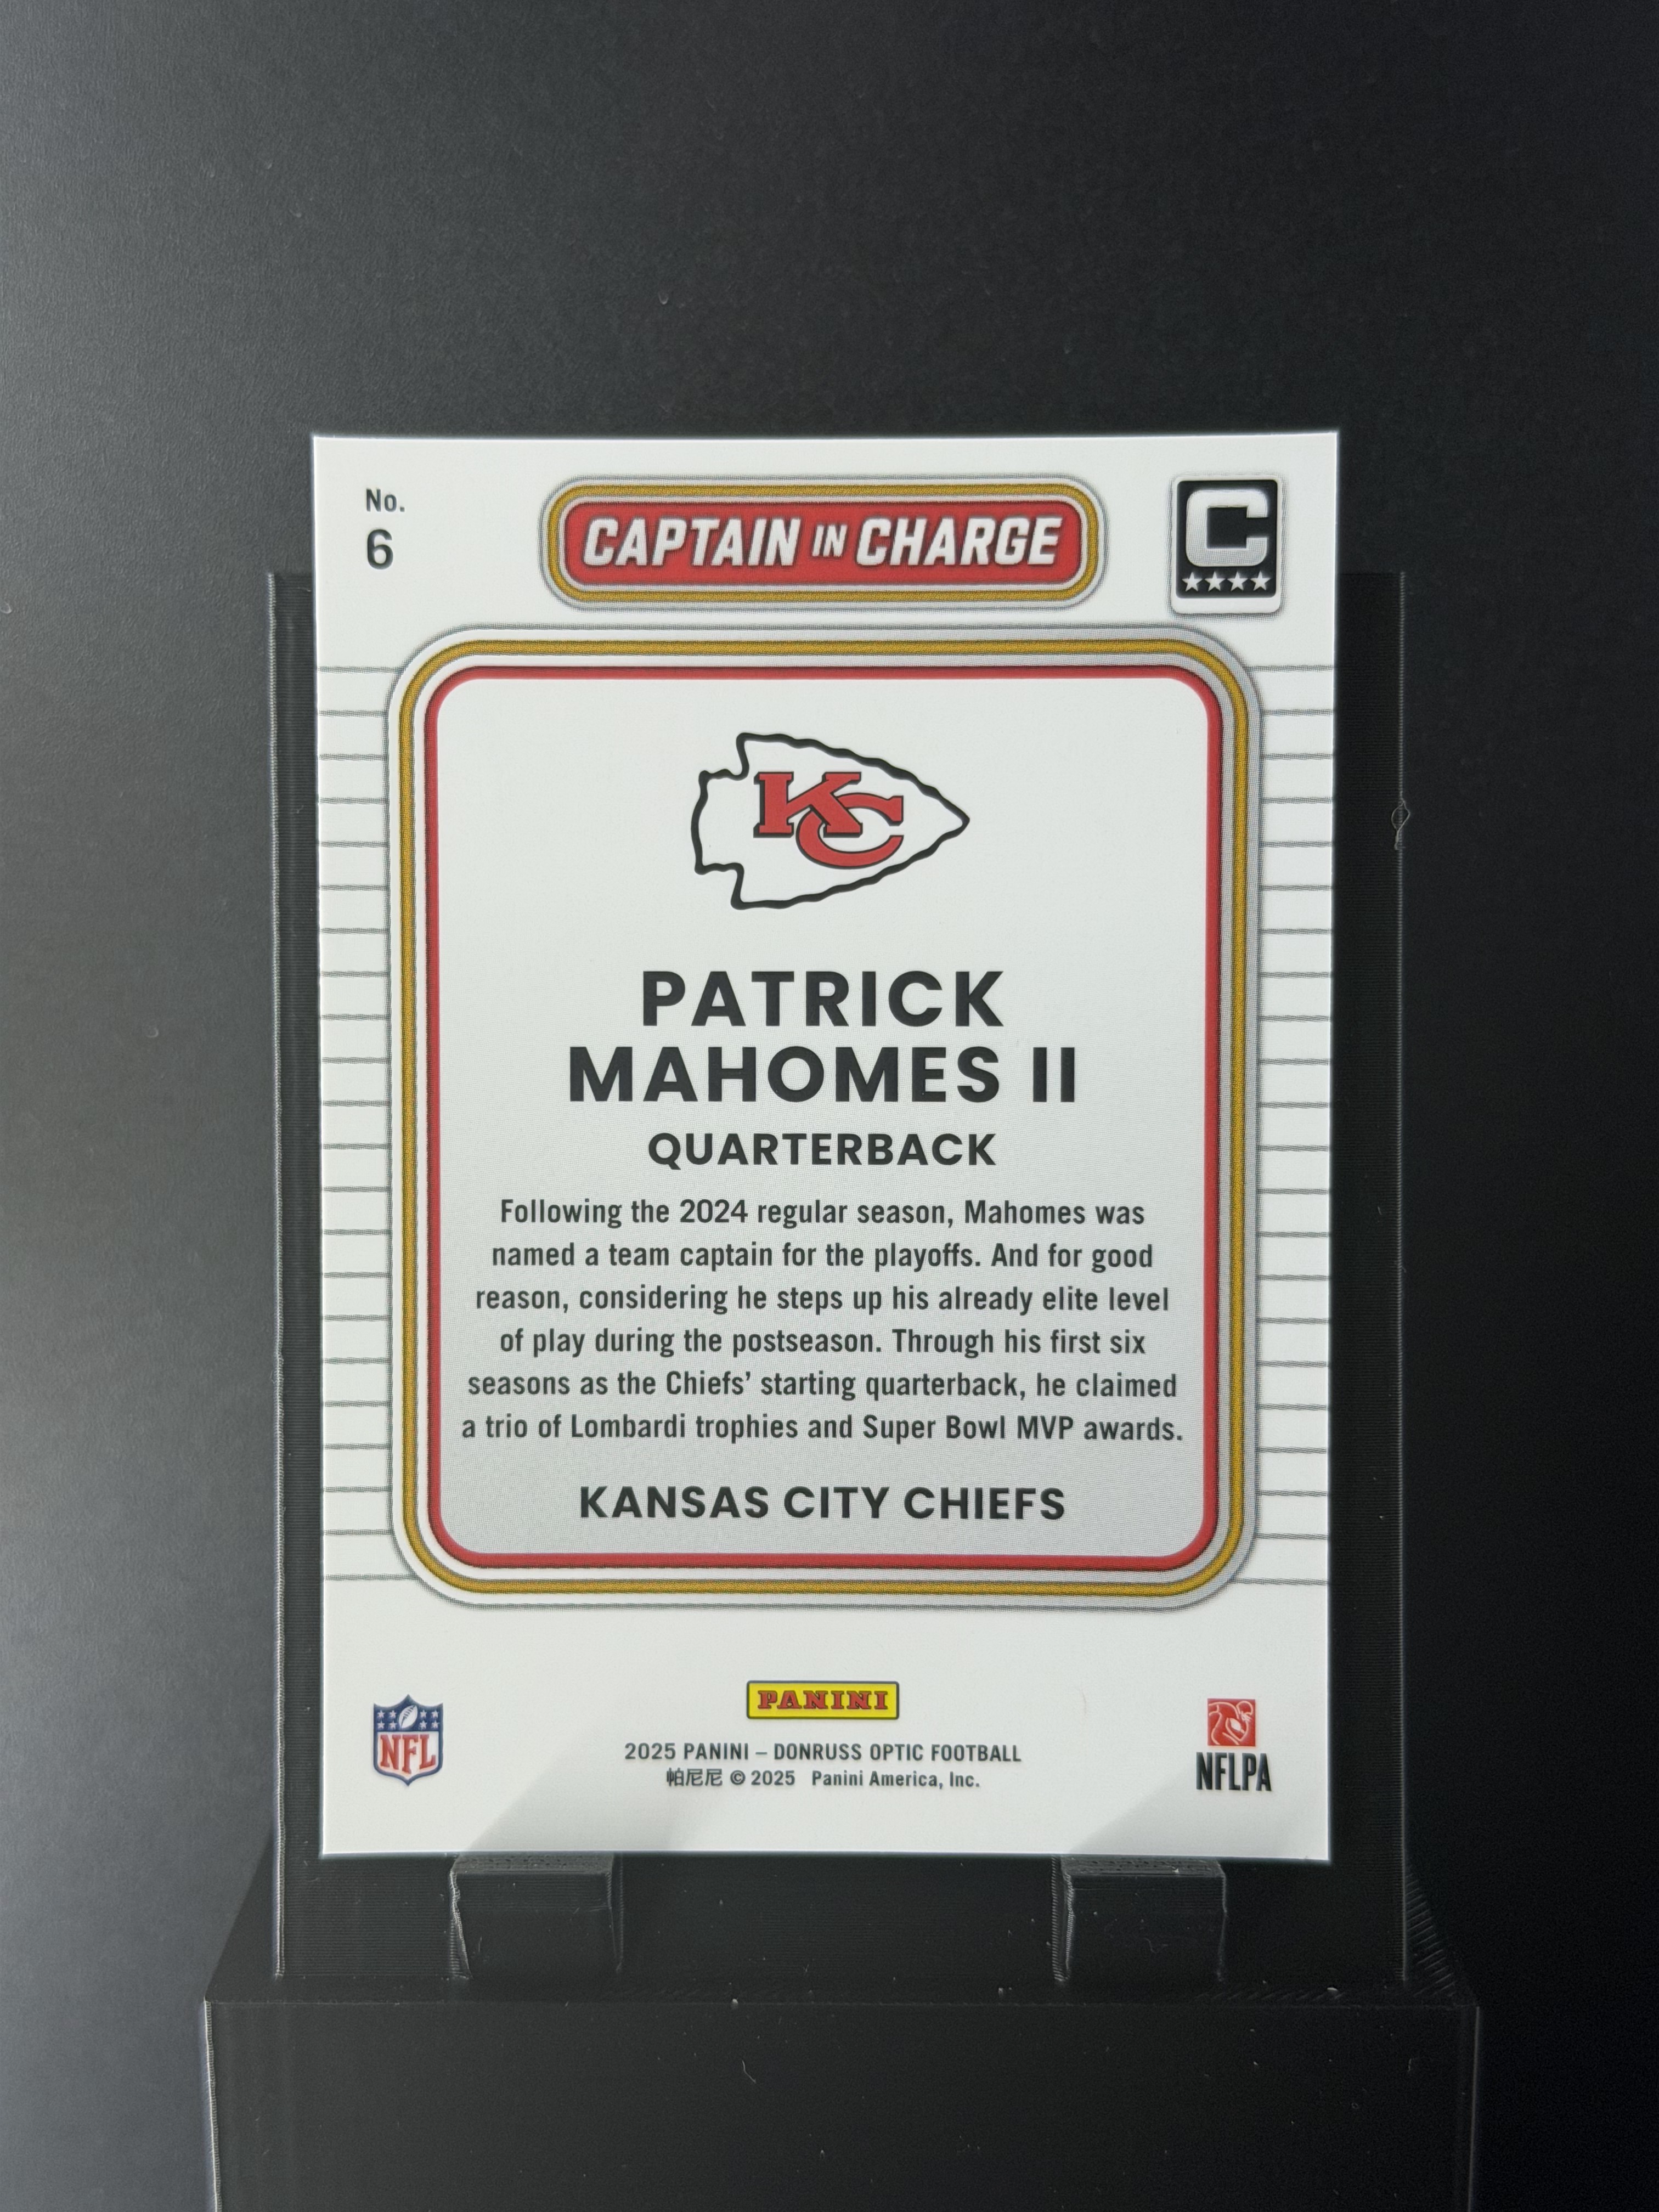 No.
6
CAPTAIN IN CHARGE
C
KC
PATRICK
MAHOMES II
QUARTERBACK
Following the 2024 regular season, Mahomes was
named a team captain for the playoffs. And for good
reason, considering he steps up his already elite level
of play during the postseason. Through his first six
seasons as the Chiefs’ starting quarterback, he claimed
a trio of Lombardi trophies and Super Bowl MVP awards.
KANSAS CITY CHIEFS
NFL
PANINI
2025 PANINI – DONRUSS OPTIC FOOTBALL
帕尼尼 © 2025 Panini America, Inc.
NFLPA